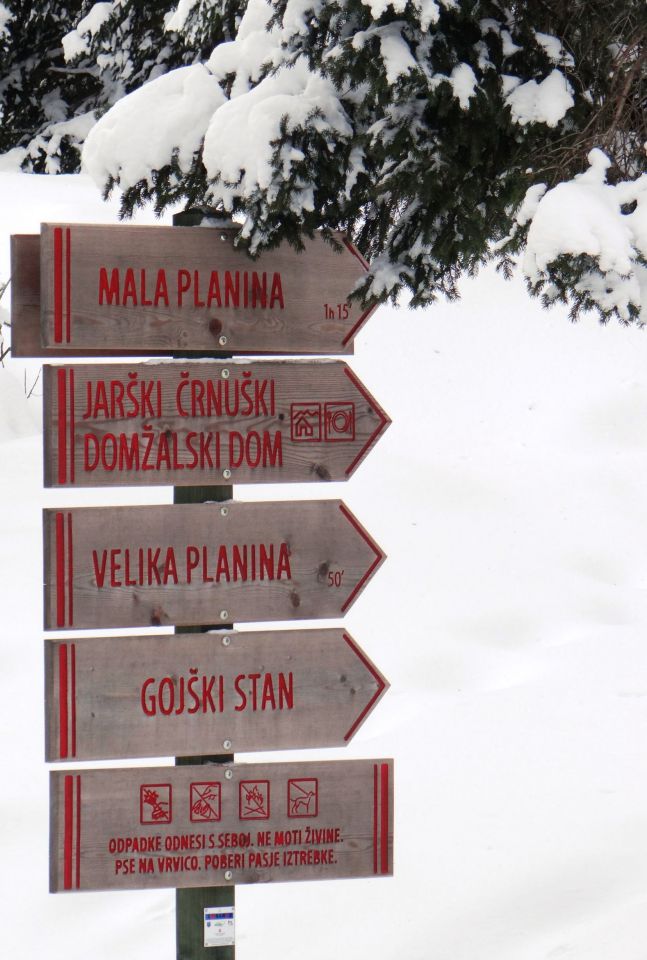 MALA PLANINA
1h 15'
JARŠKI ČRNUŠKI
DOMŽALSKI DOM
VELIKA PLANINA
50'
GOJŠKI STAN
ODPADKE ODNESI S SEBOJ. NE MOTI ŽIVINE.
PSE NA VRVICO. POBERI PASJE IZTREBKE.